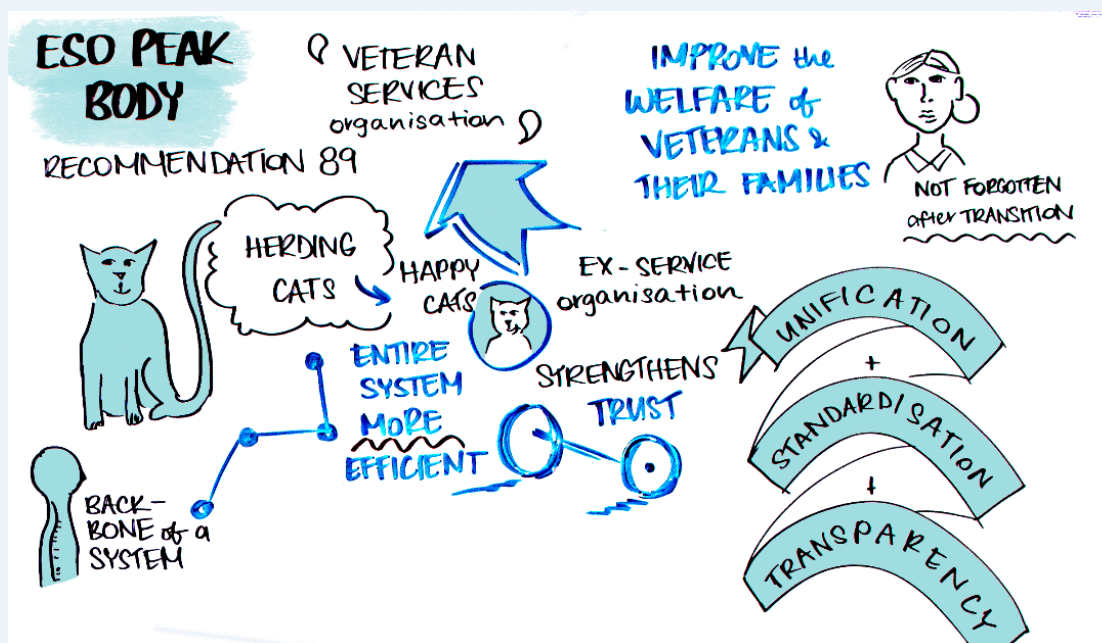 ESO PEAK
BODY
RECOMMENDATION 89
VETERAN
SERVICES
organisation
IMPROVE the
WELFARE of
VETERANS &
THEIR FAMILIES
NOT FORGOTTEN
after TRANSITION
HERDING
CATS
HAPPY
CATS
EX-SERVICE
organisation
ENTIRE
SYSTEM
MORE
EFFICIENT
STRENGTHENS
TRUST
UNIFICATION
+
STANDARDISATION
+
TRANSPARENCY
BACK-
BONE of a
SYSTEM